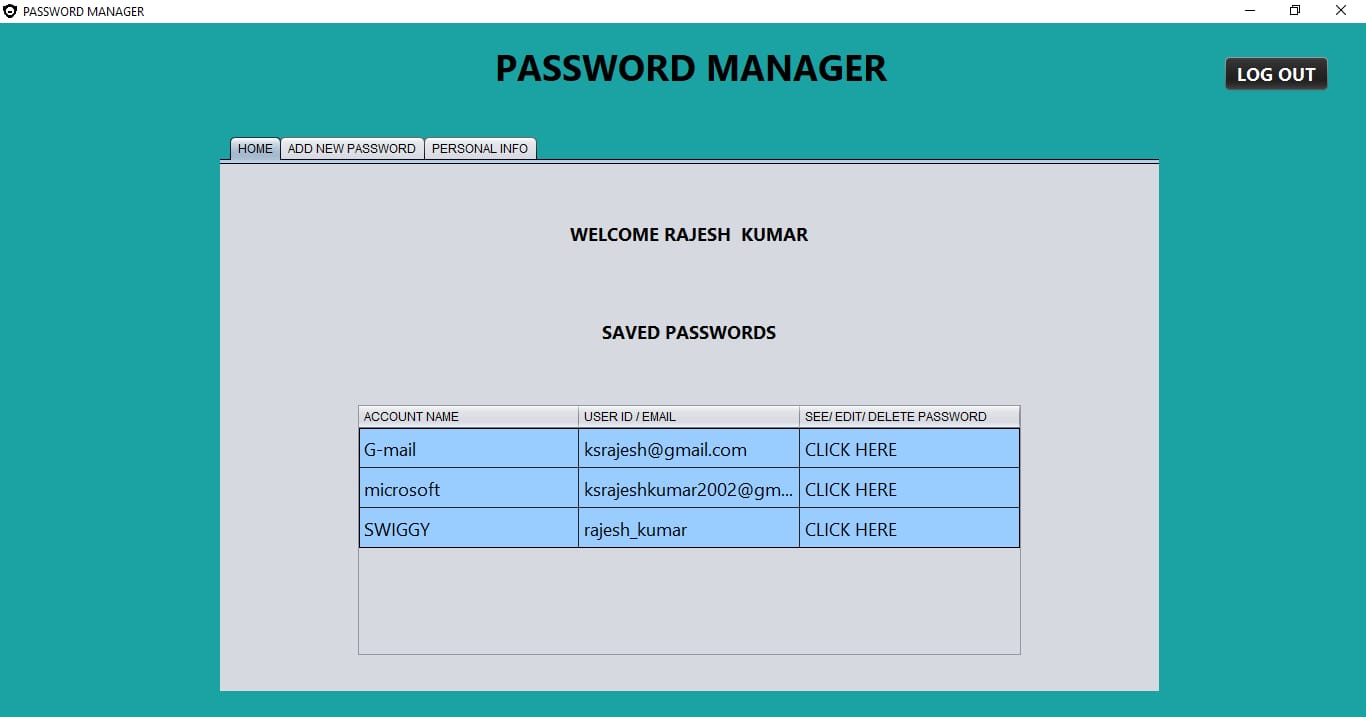 PASSWORD MANAGER
PASSWORD MANAGER
LOG OUT
HOME ADD NEW PASSWORD PERSONAL INFO
WELCOME RAJESH  KUMAR
SAVED PASSWORDS
ACCOUNT NAME USER ID / EMAIL SEE/ EDIT/ DELETE PASSWORD
G-mail ksrajesh@gmail.com CLICK HERE
microsoft ksrajeshkumar2002@gm... CLICK HERE
SWIGGY rajesh_kumar CLICK HERE